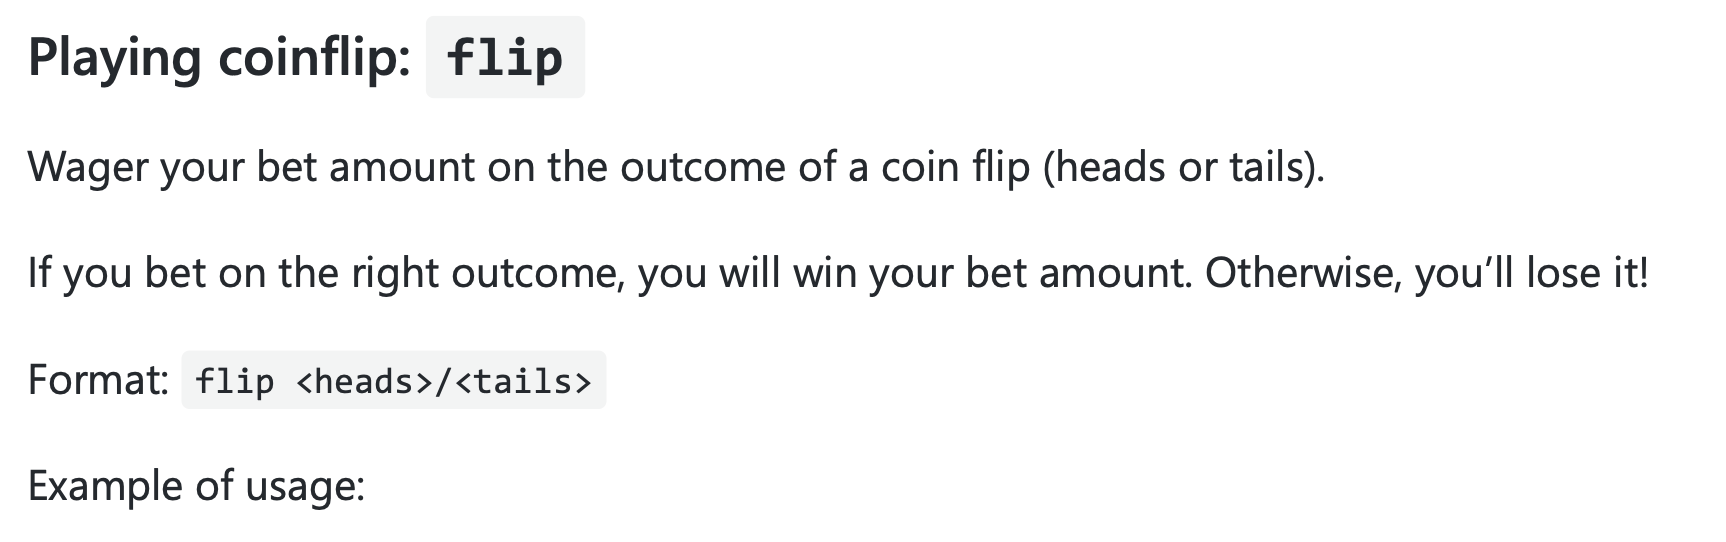 Playing coinflip: flip
Wager your bet amount on the outcome of a coin flip (heads or tails).
If you bet on the right outcome, you will win your bet amount. Otherwise, you’ll lose it!
Format: flip <heads>/<tails>
Example of usage: